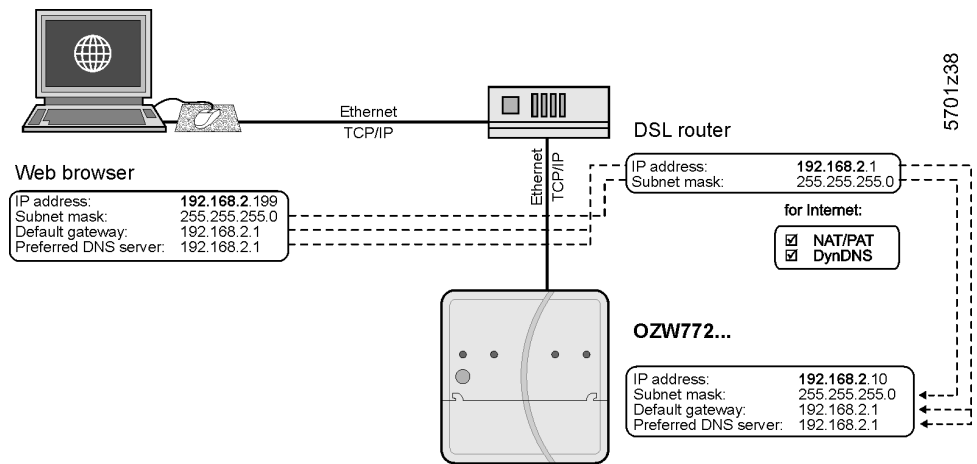 Ethernet
TCP/IP
Ethernet
TCP/IP
5701z38
Web browser
IP address: 192.168.2.199
Subnet mask: 255.255.255.0
Default gateway: 192.168.2.1
Preferred DNS server: 192.168.2.1
DSL router
IP address: 192.168.2.1
Subnet mask: 255.255.255.0
for Internet:
☑ NAT/PAT
☑ DynDNS
OZW772...
IP address: 192.168.2.10
Subnet mask: 255.255.255.0
Default gateway: 192.168.2.1
Preferred DNS server: 192.168.2.1